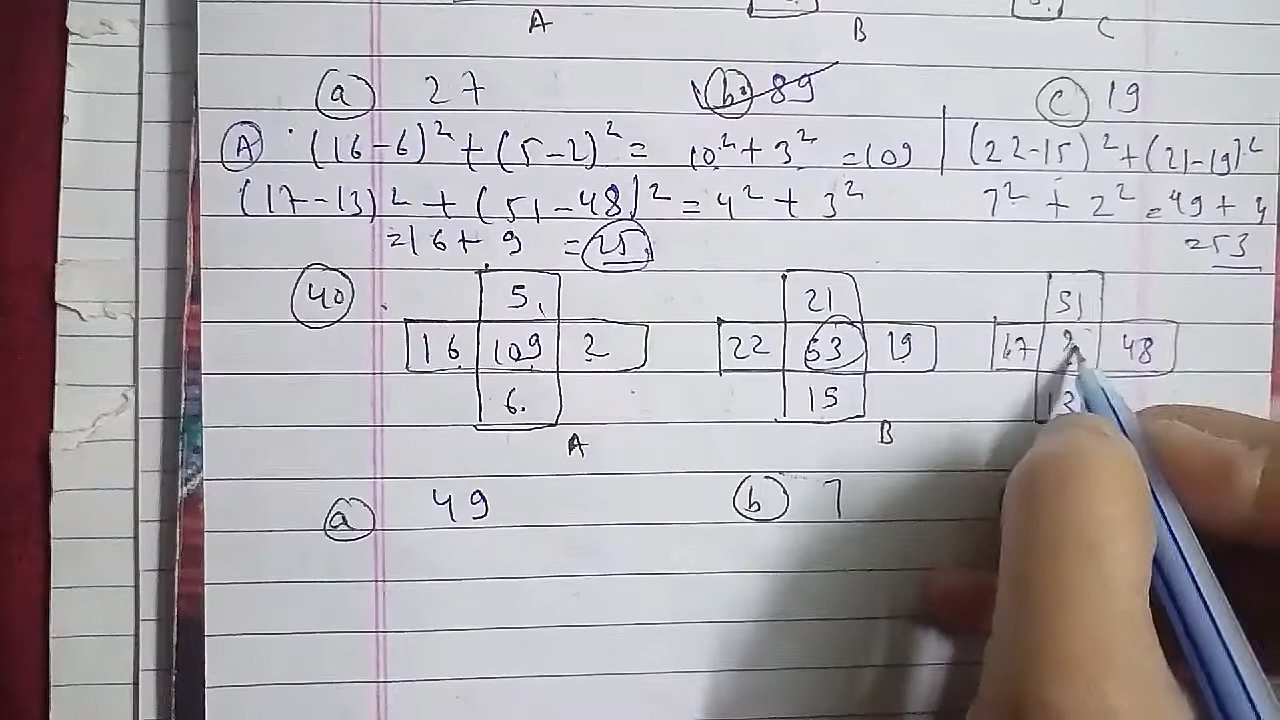 A B C
(a) 27 (b) 89 (c) 19
(A) (16-6)² + (5-2)² = 10² + 3² = 109 | (22-15)² + (21-19)²
(17-13)² + (51-48)² = 4² + 3² 7² + 2² = 49 + 4
= 16 + 9 = 25 = 53
(40) 5 21 51
16 109 2 22 53 19 17 ? 48
6 15 13
A B
(a) 49 (b) 7